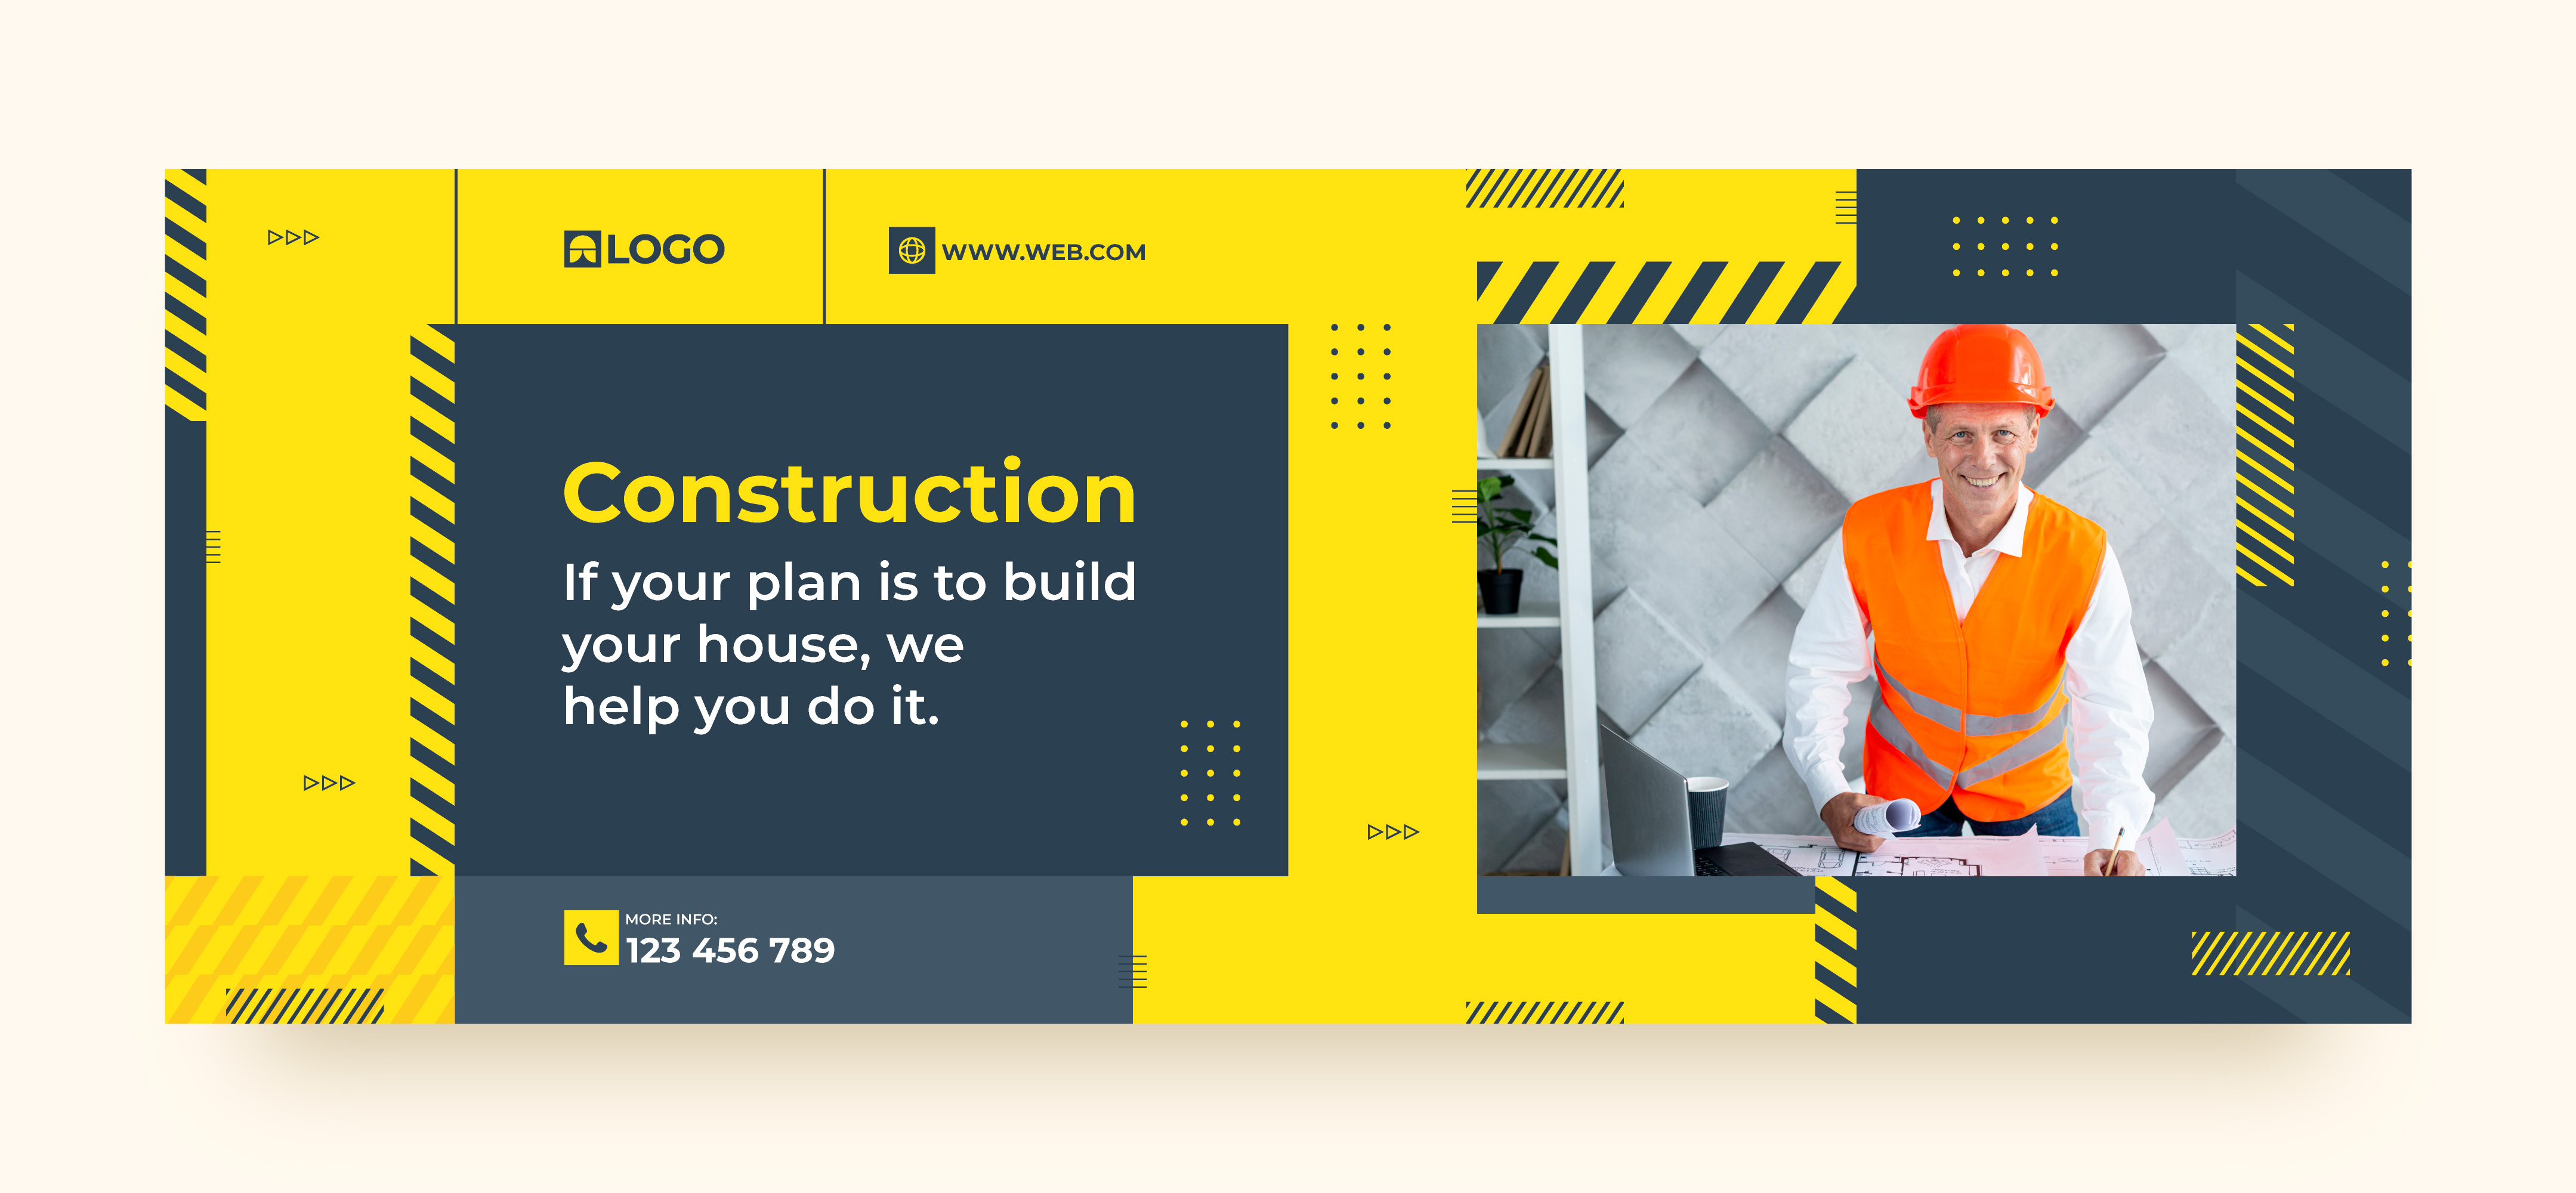 LOGO
WWW.WEB.COM
Construction
If your plan is to build
your house, we
help you do it.
MORE INFO:
123 456 789